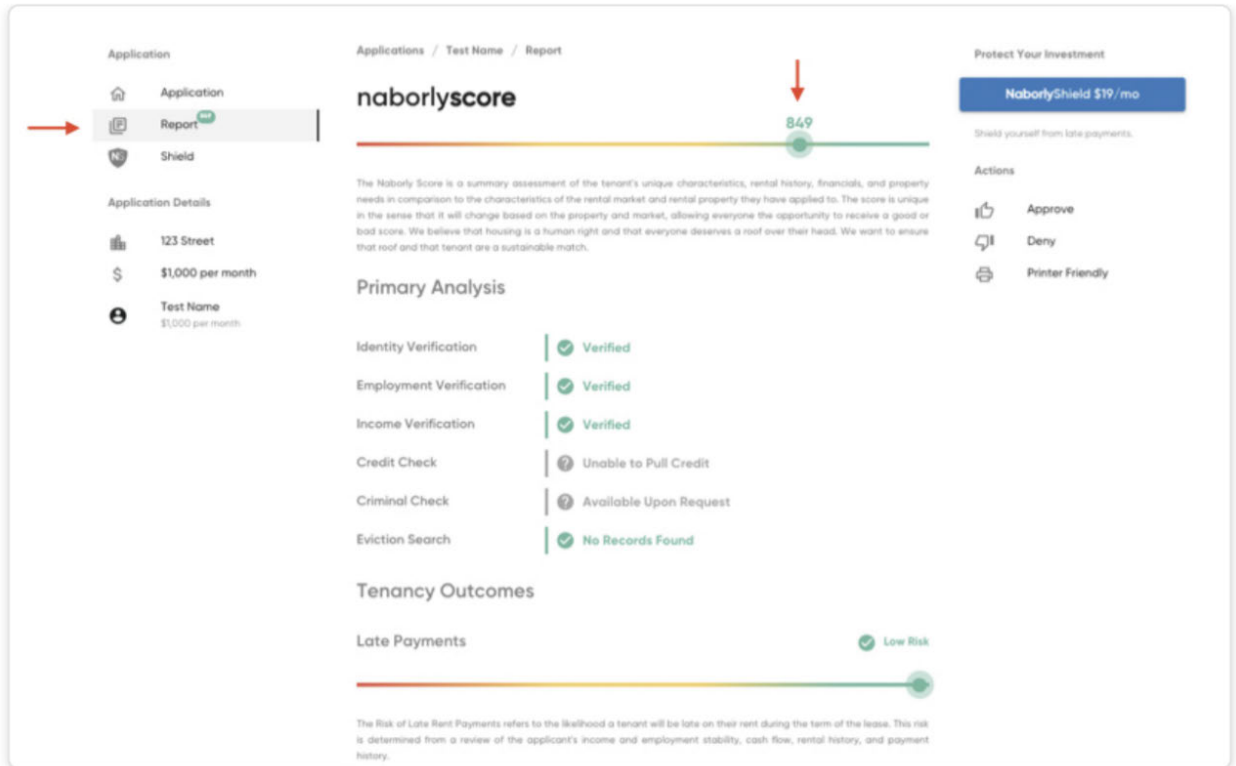 Application
Application
Report
Shield
Application Details
123 Street
$1,000 per month
Test Name
$1,000 per month
Applications / Test Name / Report
naborlyscore
849
The Naborly Score is a summary assessment of the tenant's unique characteristics, rental history, financials, and property
needs in comparison to the characteristics of the rental market and rental property they have applied to. The score is unique
in the sense that it will change based on the property and market, allowing everyone the opportunity to receive a good or
bad score. We believe that housing is a human right and that everyone deserves a roof over their head. We want to ensure
that roof and that tenant are a sustainable match.
Primary Analysis
Identity Verification Verified
Employment Verification Verified
Income Verification Verified
Credit Check Unable to Pull Credit
Criminal Check Available Upon Request
Eviction Search No Records Found
Tenancy Outcomes
Late Payments Low Risk
The Risk of Late Rent Payments refers to the likelihood a tenant will be late on their rent during the term of the lease. This risk
is determined from a review of the applicant's income and employment stability, cash flow, rental history, and payment
history.
Protect Your Investment
NaborlyShield $19/mo
Shield yourself from late payments.
Actions
Approve
Deny
Printer Friendly